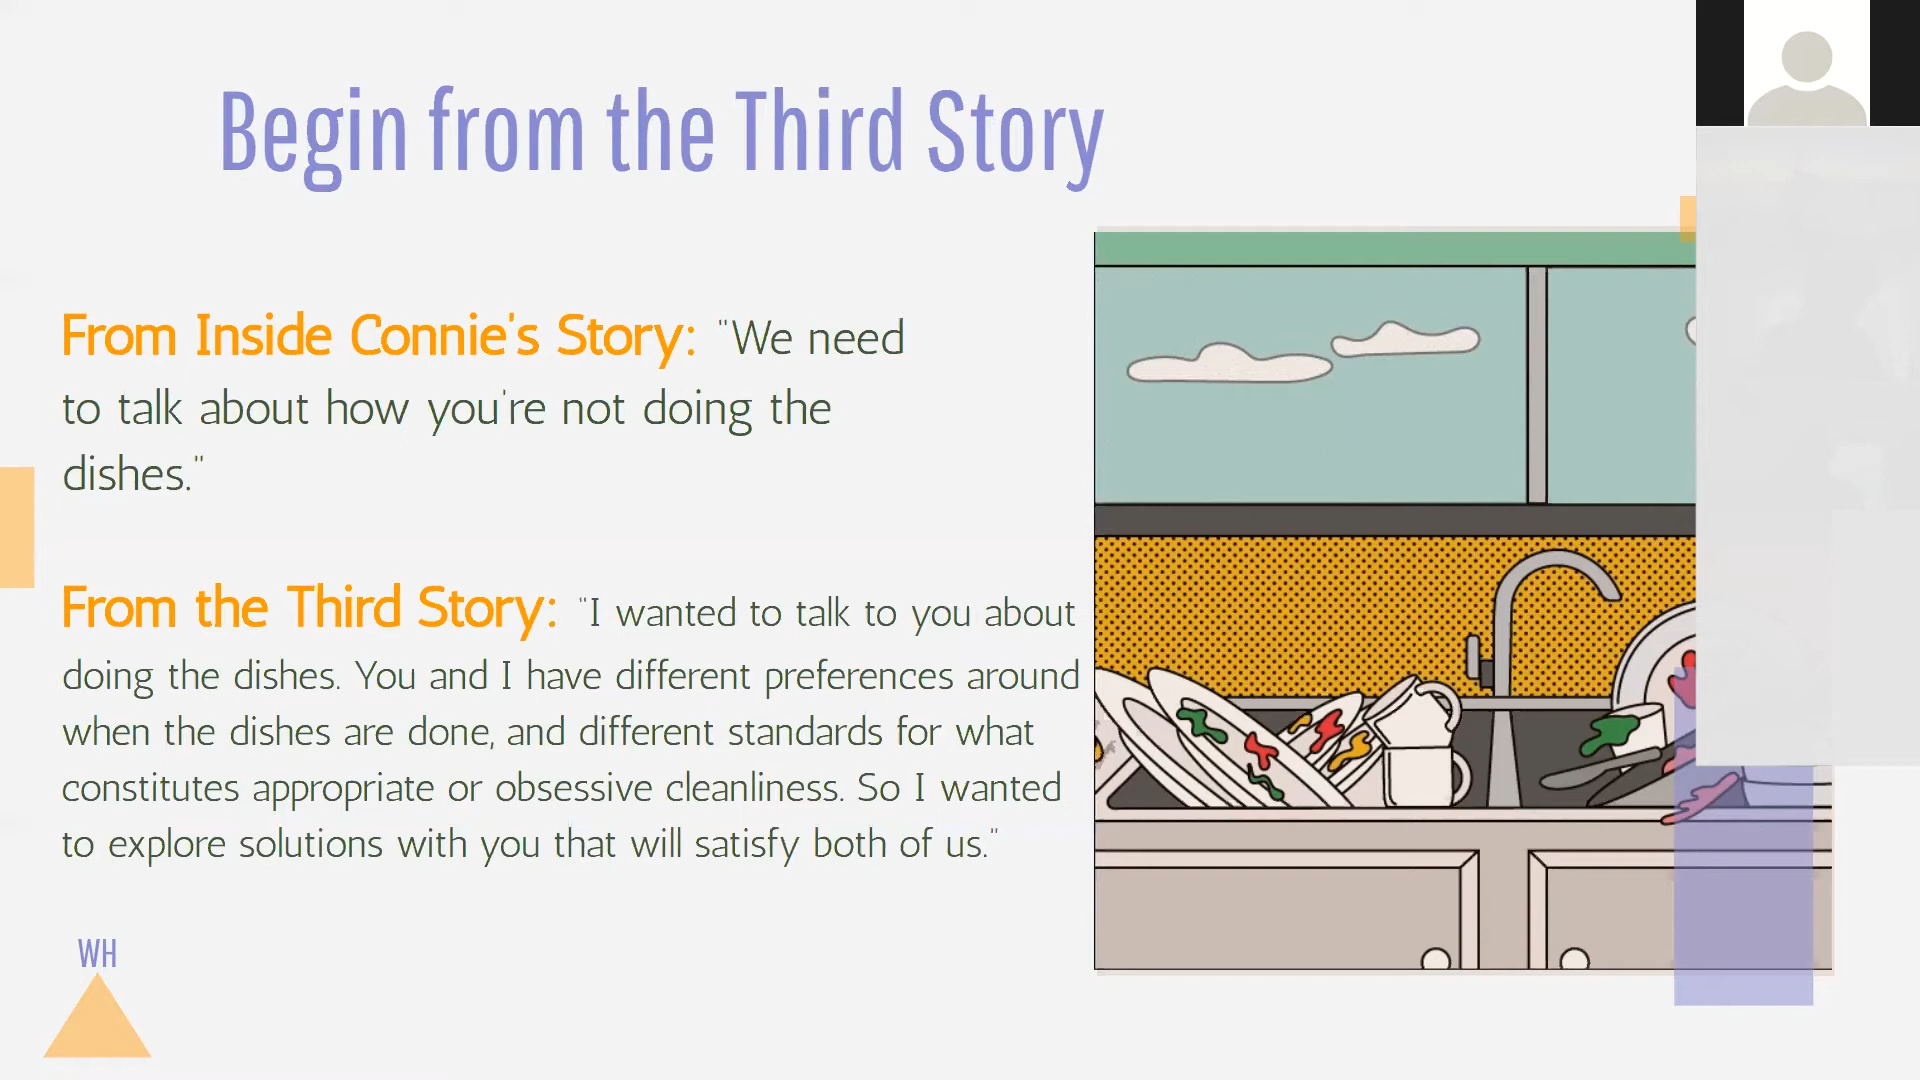 Begin from the Third Story
From Inside Connie's Story: "We need
to talk about how you're not doing the
dishes."
From the Third Story: "I wanted to talk to you about
doing the dishes. You and I have different preferences around
when the dishes are done, and different standards for what
constitutes appropriate or obsessive cleanliness. So I wanted
to explore solutions with you that will satisfy both of us."
WH